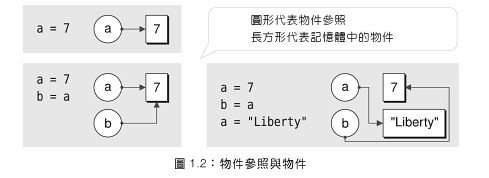 a = 7
a
7
圓形代表物件參照
長方形代表記憶體中的物件
a = 7
b = a
a
7
b
a = 7
b = a
a = "Liberty"
a
7
b
"Liberty"
圖 1.2：物件參照與物件